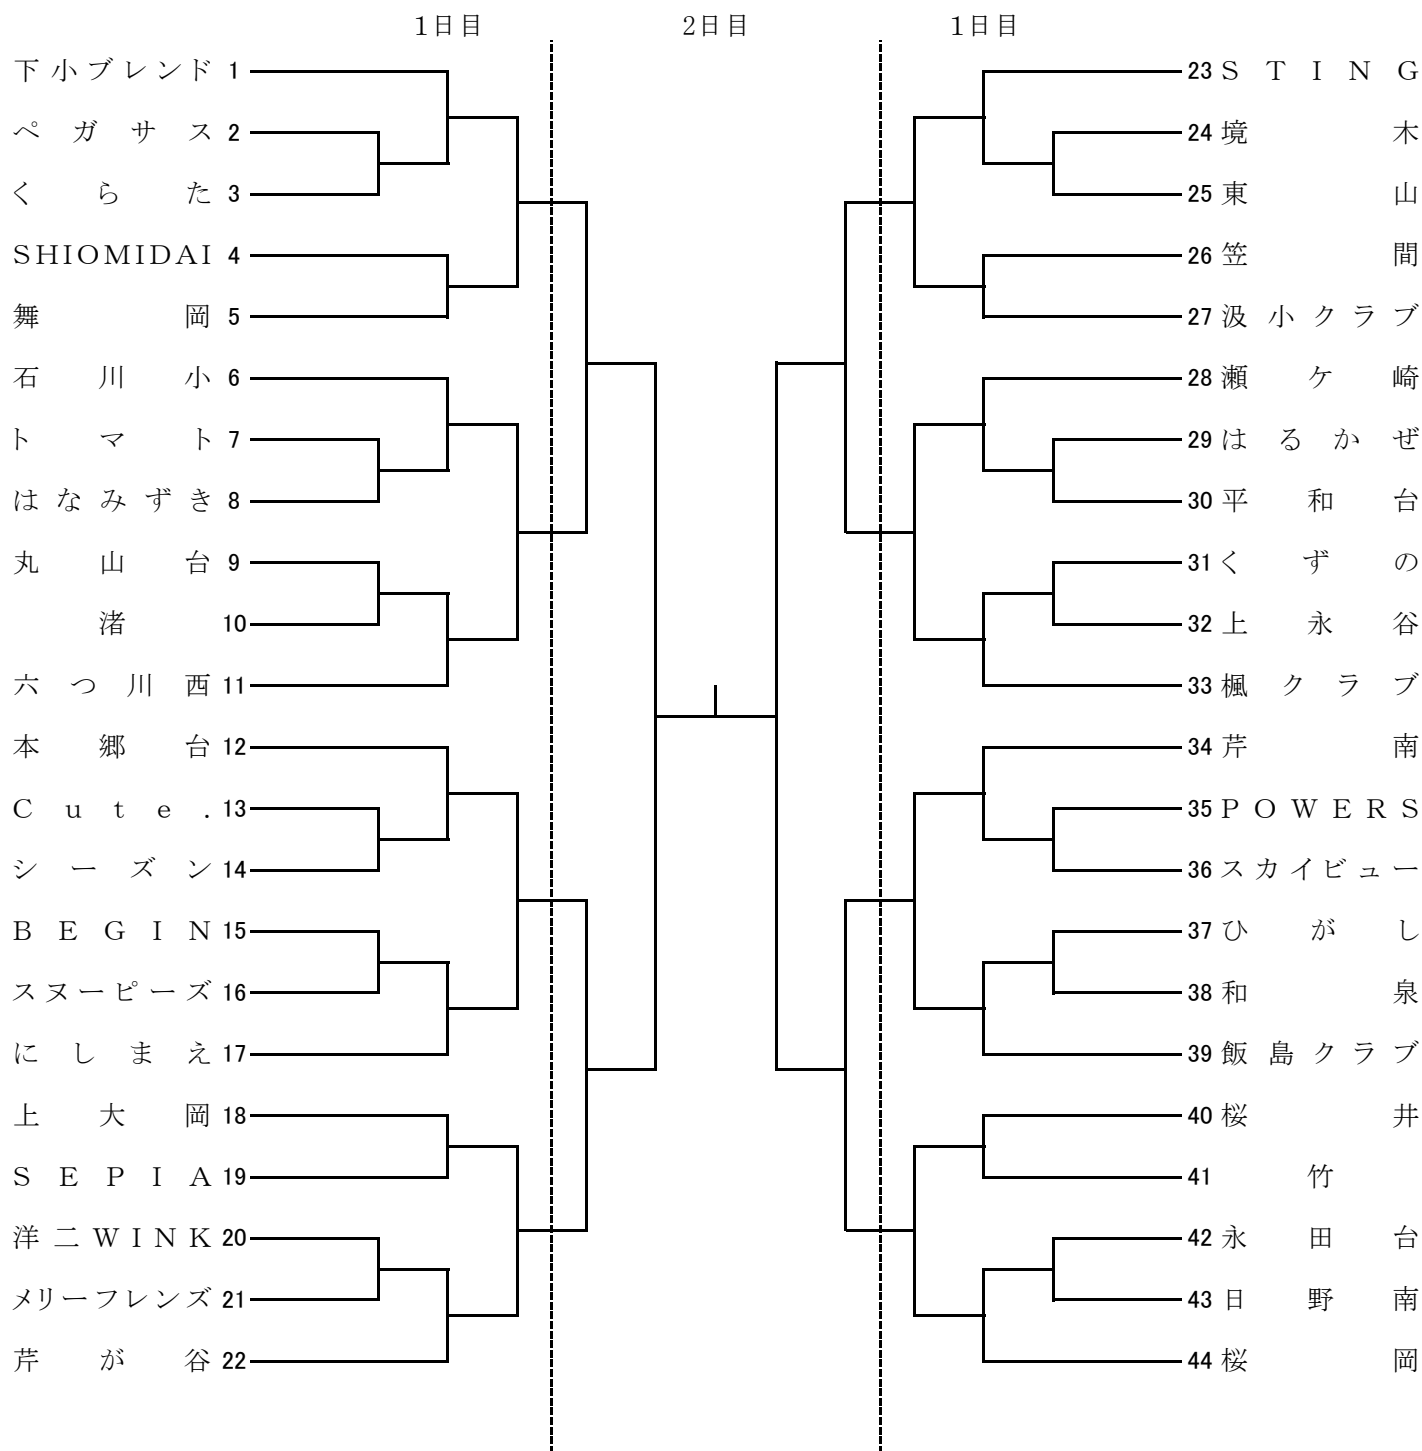 1日目 2日目 1日目
下小ブレンド 1
ペガサス 2
くらた 3
SHIOMIDAI 4
舞岡 5
石川小 6
トマト 7
はなみずき 8
丸山台 9
渚 10
六つ川西 11
本郷台 12
Cute. 13
シーズン 14
BEGIN 15
スヌーピーズ 16
にしまえ 17
上大岡 18
SEPIA 19
洋二WINK 20
メリーフレンズ 21
芹が谷 22
23 STING
24 境木
25 東山
26 笠間
27 汲小クラブ
28 瀬ケ崎
29 はるかぜ
30 平和台
31 くずの
32 上永谷
33 楓クラブ
34 芹南
35 POWERS
36 スカイビュー
37 ひがし
38 和泉
39 飯島クラブ
40 桜井
41 竹
42 永田台
43 日野南
44 桜岡